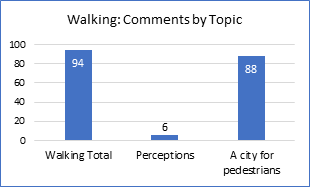 Walking: Comments by Topic
100
80
60
40
20
0
94
6
88
Walking Total
Perceptions
A city for
pedestrians